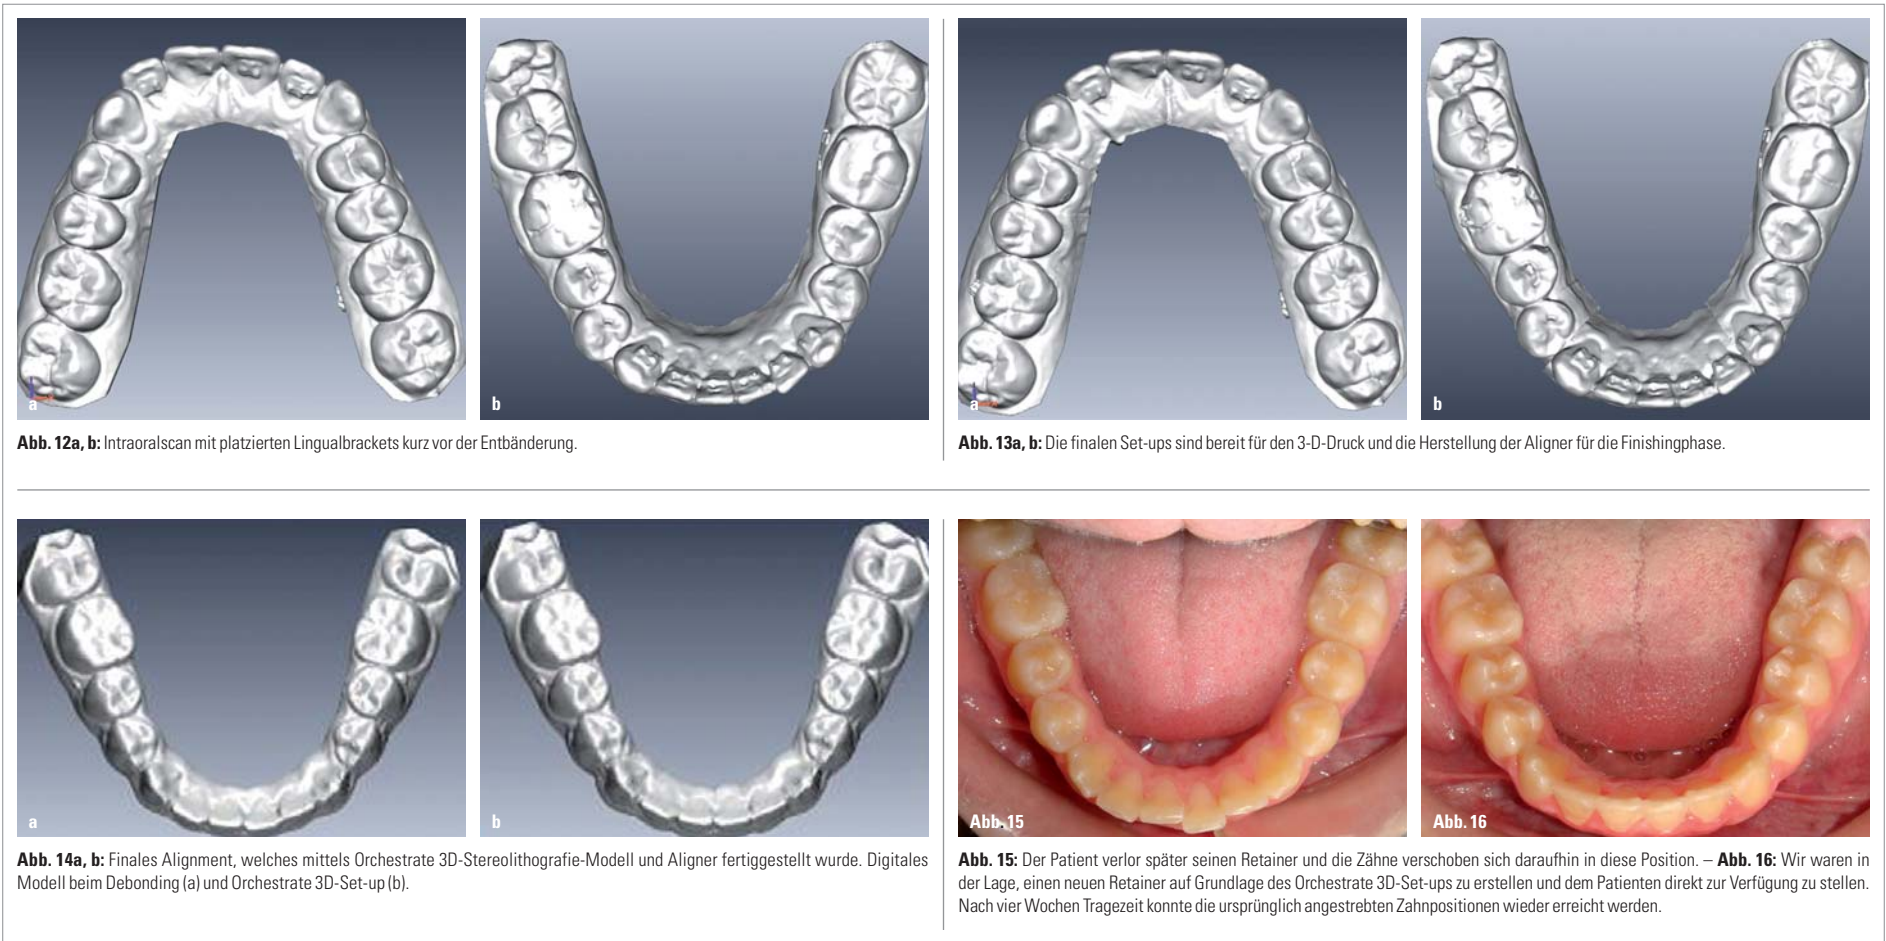 a
b
Abb. 12a, b: Intraoralscan mit platzierten Lingualbrackets kurz vor der Entbänderung.
a
b
Abb. 13a, b: Die finalen Set-ups sind bereit für den 3-D-Druck und die Herstellung der Aligner für die Finishingphase.
a
b
Abb. 14a, b: Finales Alignment, welches mittels Orchestrate 3D-Stereolithografie-Modell und Aligner fertiggestellt wurde. Digitales
Modell beim Debonding (a) und Orchestrate 3D-Set-up (b).
Abb. 15
Abb. 16
Abb. 15: Der Patient verlor später seinen Retainer und die Zähne verschoben sich daraufhin in diese Position. – Abb. 16: Wir waren in
der Lage, einen neuen Retainer auf Grundlage des Orchestrate 3D-Set-ups zu erstellen und dem Patienten direkt zur Verfügung zu stellen.
Nach vier Wochen Tragezeit konnte die ursprünglich angestrebten Zahnpositionen wieder erreicht werden.